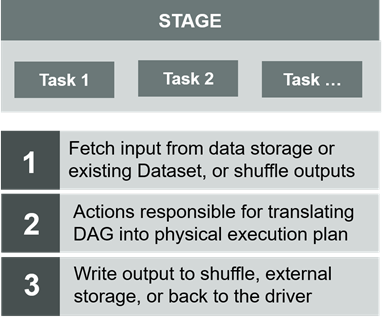 STAGE
Task 1 Task 2 Task ...
1 Fetch input from data storage or
existing Dataset, or shuffle outputs
2 Actions responsible for translating
DAG into physical execution plan
3 Write output to shuffle, external
storage, or back to the driver